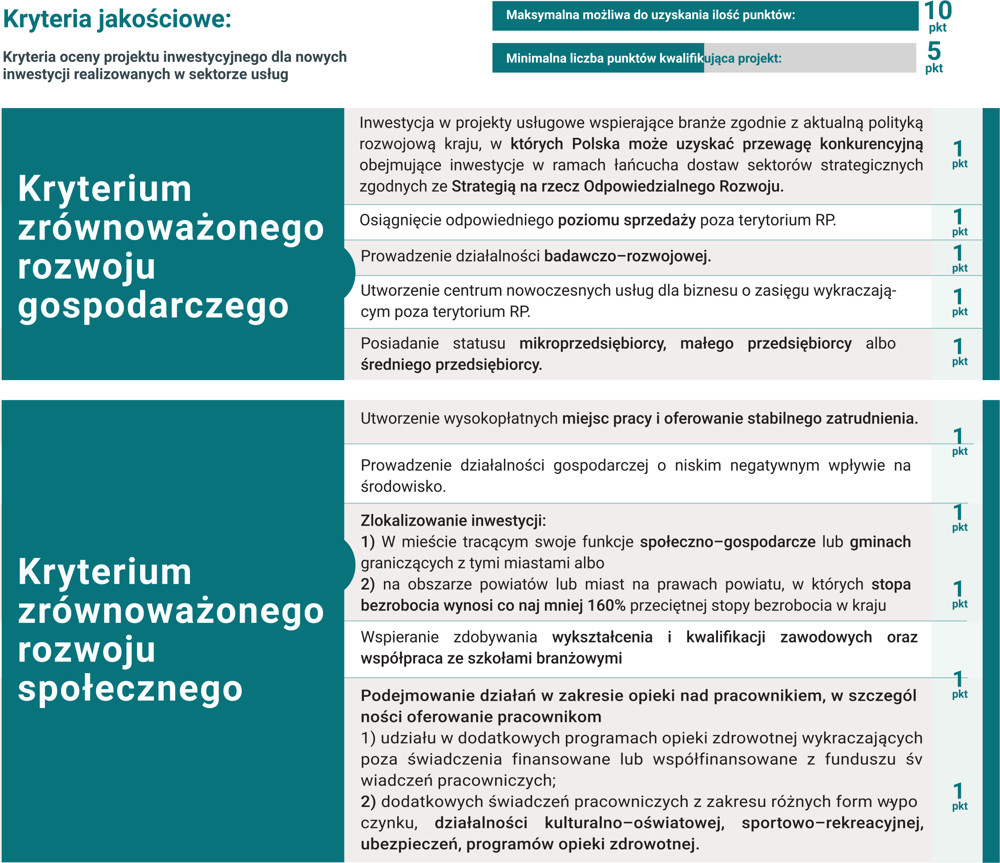 Kryteria jakościowe:
Kryteria oceny projektu inwestycyjnego dla nowych
inwestycji realizowanych w sektorze usług
Maksymalna możliwa do uzyskania ilość punktów:
10
pkt
Minimalna liczba punktów kwalifikująca projekt:
5
pkt
Kryterium
zrównoważonego
rozwoju
gospodarczego
Inwestycja w projekty usługowe wspierające branże zgodnie z aktualną polityką
rozwojową kraju, w których Polska może uzyskać przewagę konkurencyjną
obejmujące inwestycje w ramach łańcucha dostaw sektorów strategicznych
zgodnych ze Strategią na rzecz Odpowiedzialnego Rozwoju.
1
pkt
Osiągnięcie odpowiedniego poziomu sprzedaży poza terytorium RP.
1
pkt
Prowadzenie działalności badawczo–rozwojowej.
1
pkt
Utworzenie centrum nowoczesnych usług dla biznesu o zasięgu wykraczają-
cym poza terytorium RP.
1
pkt
Posiadanie statusu mikroprzedsiębiorcy, małego przedsiębiorcy albo
średniego przedsiębiorcy.
1
pkt
Kryterium
zrównoważonego
rozwoju
społecznego
Utworzenie wysokopłatnych miejsc pracy i oferowanie stabilnego zatrudnienia.
1
pkt
Prowadzenie działalności gospodarczej o niskim negatywnym wpływie na
środowisko.
1
pkt
Zlokalizowanie inwestycji:
1) W mieście tracącym swoje funkcje społeczno–gospodarcze lub gminach
graniczących z tymi miastami albo
2) na obszarze powiatów lub miast na prawach powiatu, w których stopa
bezrobocia wynosi co naj mniej 160% przeciętnej stopy bezrobocia w kraju
1
pkt
Wspieranie zdobywania wykształcenia i kwalifikacji zawodowych oraz
współpraca ze szkołami branżowymi
1
pkt
Podejmowanie działań w zakresie opieki nad pracownikiem, w szczegól
ności oferowanie pracownikom
1) udziału w dodatkowych programach opieki zdrowotnej wykraczających
poza świadczenia finansowane lub współfinansowane z funduszu św
wiadczeń pracowniczych;
2) dodatkowych świadczeń pracowniczych z zakresu różnych form wypo
czynku, działalności kulturalno–oświatowej, sportowo–rekreacyjnej,
ubezpieczeń, programów opieki zdrowotnej.
1
pkt